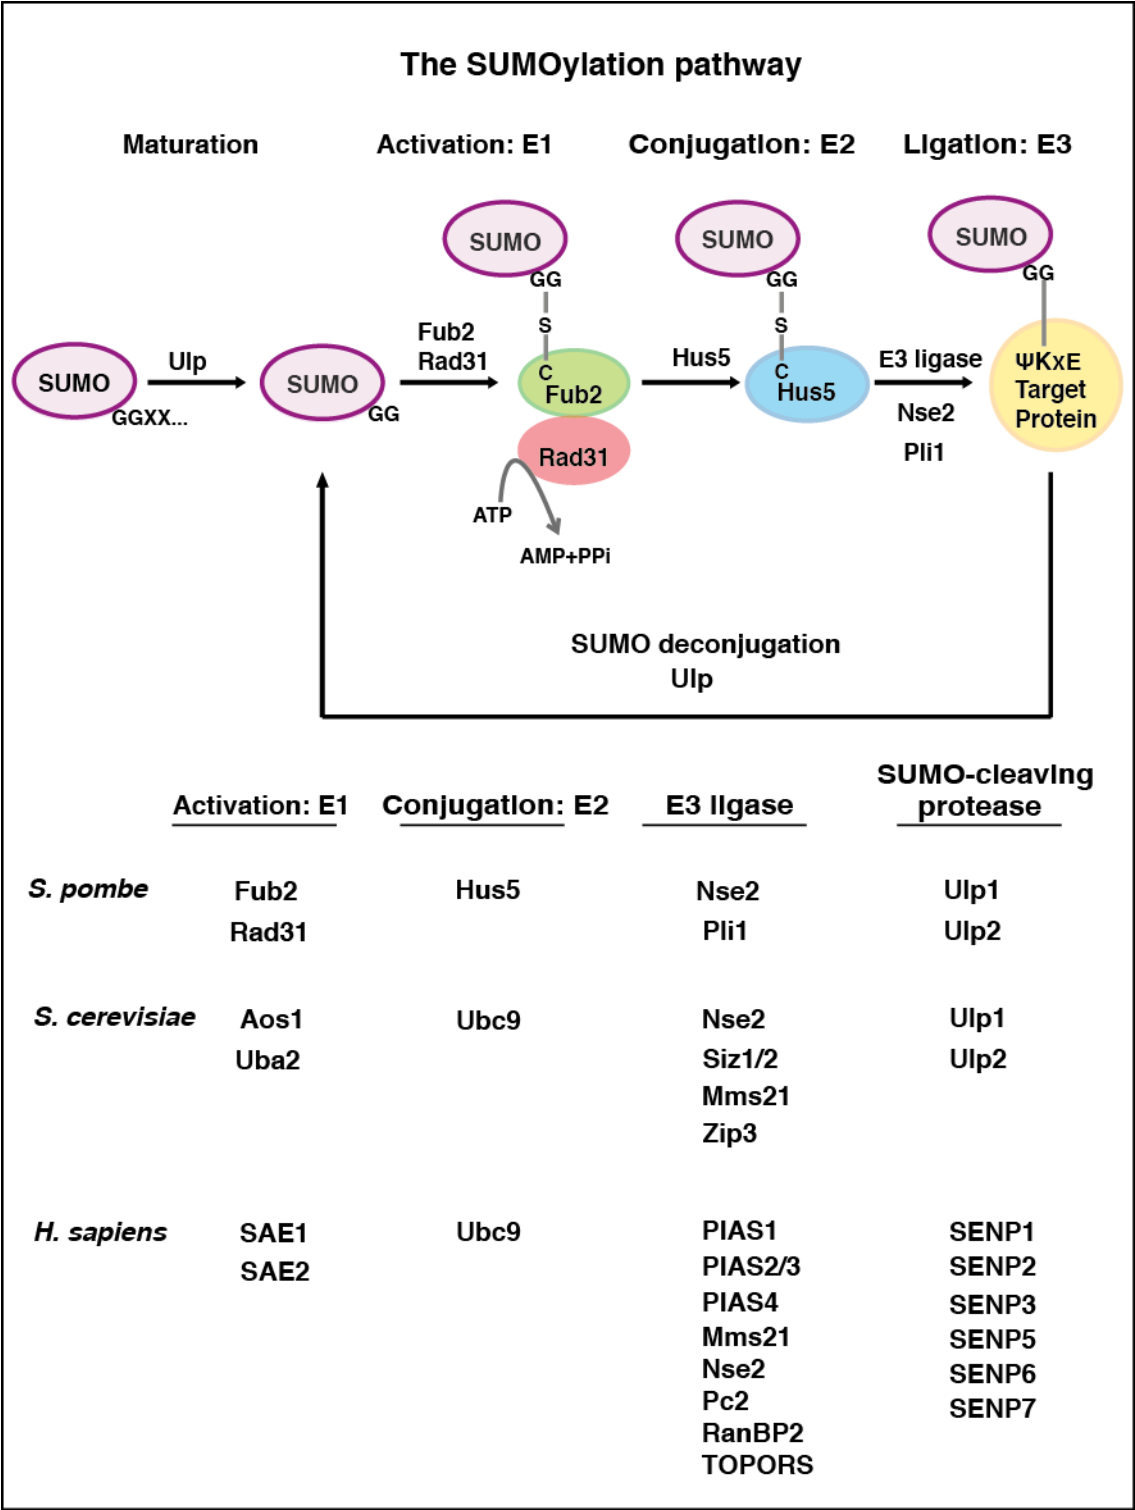 The SUMOylation pathway
Maturation
Activation: E1
Conjugation: E2
Ligation: E3
SUMO
GGXX...
Ulp
SUMO
GG
Fub2
Rad31
SUMO
GG
S
C
Fub2
Rad31
ATP
AMP+PPi
Hus5
SUMO
GG
S
C
Hus5
E3 ligase
Nse2
Pli1
SUMO
GG
ΨKxE
Target
Protein
SUMO deconjugation
Ulp
Activation: E1
Conjugation: E2
E3 ligase
SUMO-cleaving
protease
S. pombe
Fub2
Rad31
Hus5
Nse2
Pli1
Ulp1
Ulp2
S. cerevisiae
Aos1
Uba2
Ubc9
Nse2
Siz1/2
Mms21
Zip3
Ulp1
Ulp2
H. sapiens
SAE1
SAE2
Ubc9
PIAS1
PIAS2/3
PIAS4
Mms21
Nse2
Pc2
RanBP2
TOPORS
SENP1
SENP2
SENP3
SENP5
SENP6
SENP7